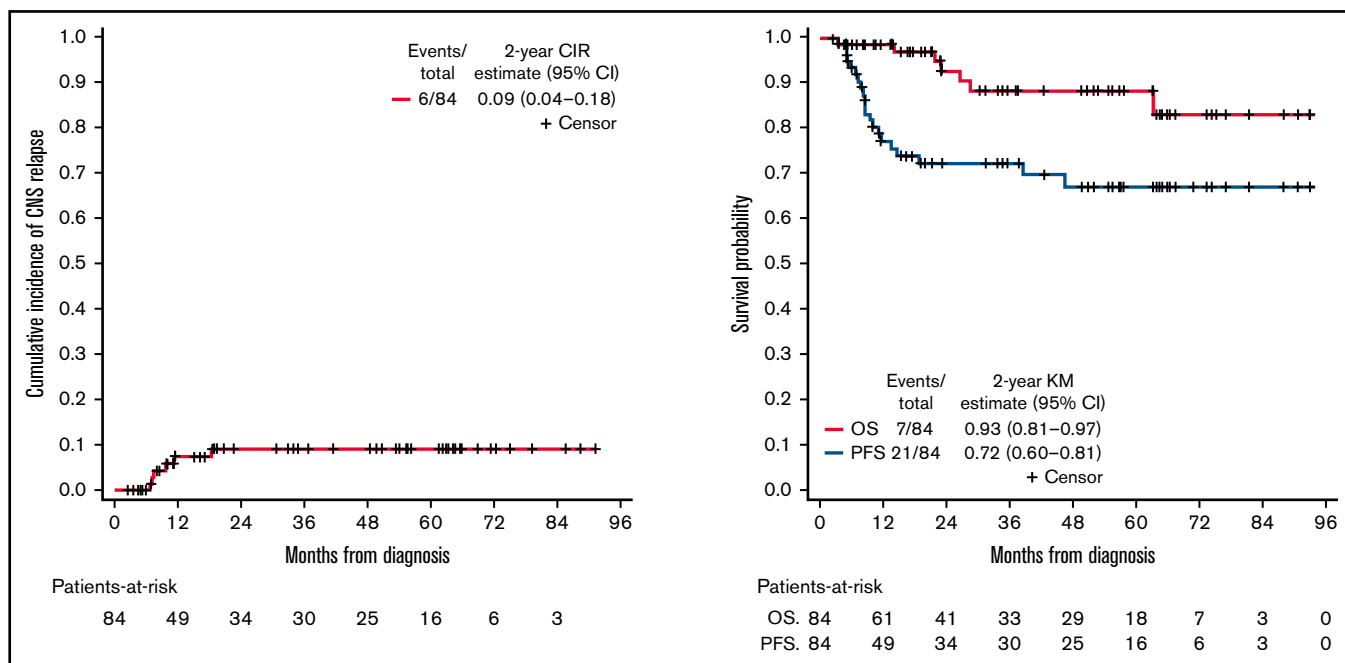 Cumulative incidence of CNS relapse
1.0
0.9
0.8
0.7
0.6
0.5
0.4
0.3
0.2
0.1
0.0
Events/ 2-year CIR
total estimate (95% CI)
6/84 0.09 (0.04–0.18)
+ Censor
0 12 24 36 48 60 72 84 96
Months from diagnosis
Patients-at-risk
84 49 34 30 25 16 6 3
Survival probability
1.0
0.9
0.8
0.7
0.6
0.5
0.4
0.3
0.2
0.1
0.0
Events/ 2-year KM
total estimate (95% CI)
OS 7/84 0.93 (0.81–0.97)
PFS 21/84 0.72 (0.60–0.81)
+ Censor
0 12 24 36 48 60 72 84 96
Months from diagnosis
Patients-at-risk
OS. 84 61 41 33 29 18 7 3 0
PFS. 84 49 34 30 25 16 6 3 0